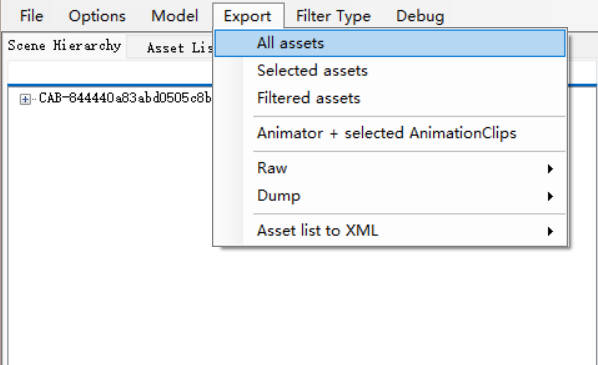 File Options Model Export Filter Type Debug
Scene Hierarchy Asset Lis
All assets
Selected assets
CAB-844440a83abd0505c8b
Filtered assets
Animator + selected AnimationClips
Raw
Dump
Asset list to XML